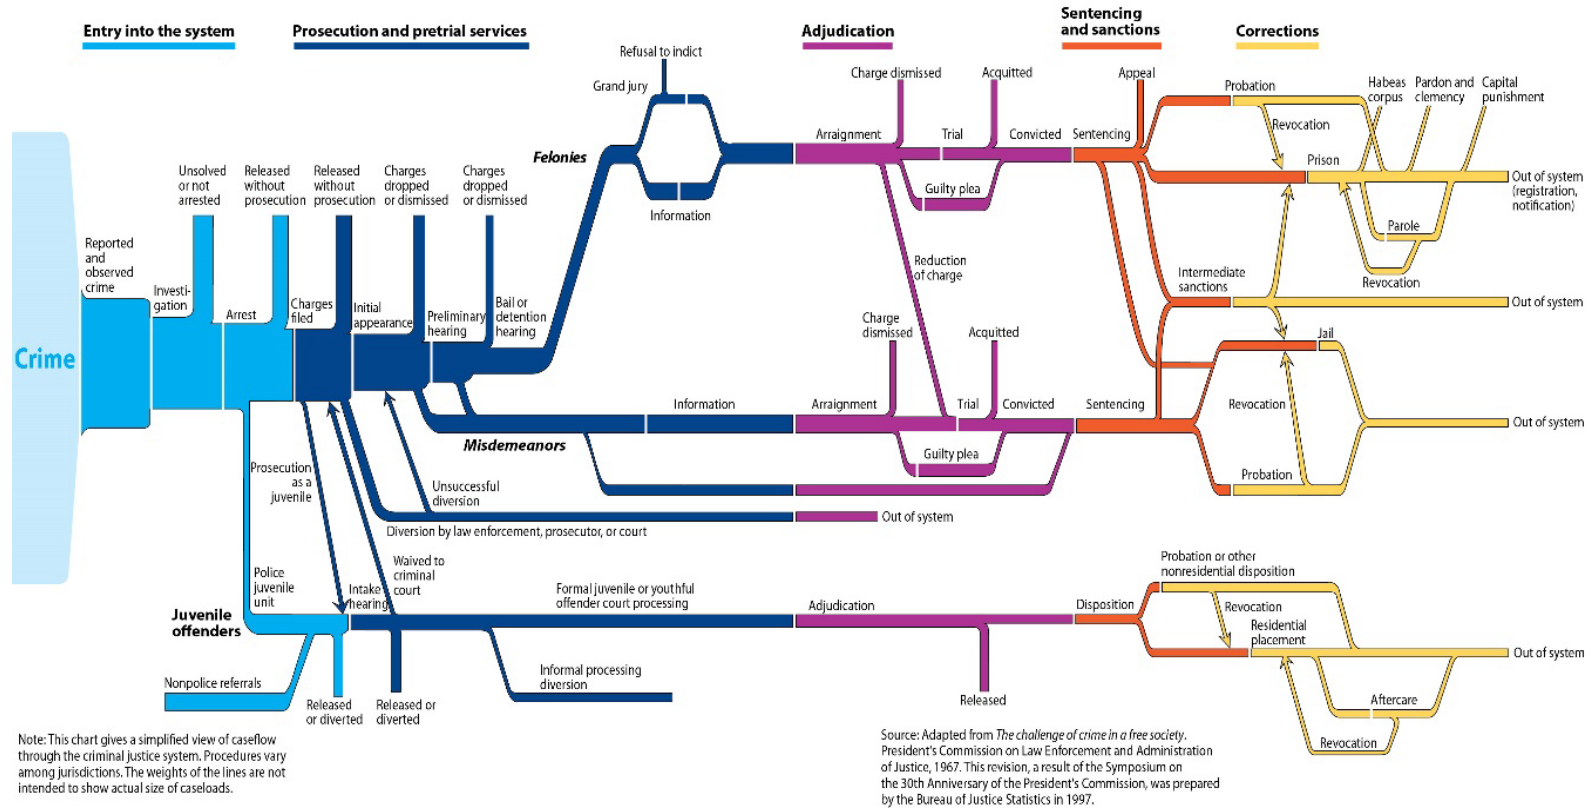 Entry into the system
Prosecution and pretrial services
Adjudication
Sentencing
and sanctions
Corrections
Refusal to indict
Grand jury
Felonies
Information
Charge dismissed
Acquitted
Arraignment
Trial
Convicted
Guilty plea
Reduction
of charge
Appeal
Sentencing
Probation
Revocation
Habeas
corpus
Pardon and
clemency
Capital
punishment
Prison
Out of system
(registration,
notification)
Parole
Revocation
Intermediate
sanctions
Out of system
Crime
Reported
and
observed
crime
Investi-
gation
Unsolved
or not
arrested
Arrest
Released
without
prosecution
Charges
filed
Released
without
prosecution
Initial
appearance
Charges
dropped
or dismissed
Preliminary
hearing
Charges
dropped
or dismissed
Bail or
detention
hearing
Misdemeanors
Information
Charge
dismissed
Acquitted
Arraignment
Trial
Convicted
Guilty plea
Sentencing
Jail
Revocation
Probation
Out of system
Unsuccessful
diversion
Diversion by law enforcement, prosecutor, or court
Out of system
Prosecution
as a
juvenile
Waived to
criminal
court
Police
juvenile
unit
Juvenile
offenders
Intake
hearing
Formal juvenile or youthful
offender court processing
Adjudication
Disposition
Probation or other
nonresidential disposition
Revocation
Residential
placement
Out of system
Nonpolice referrals
Released
or diverted
Released or
diverted
Informal processing
diversion
Released
Aftercare
Revocation
Note: This chart gives a simplified view of caseflow
through the criminal justice system. Procedures vary
among jurisdictions. The weights of the lines are not
intended to show actual size of caseloads.
Source: Adapted from The challenge of crime in a free society.
President's Commission on Law Enforcement and Administration
of Justice, 1967. This revision, a result of the Symposium on
the 30th Anniversary of the President's Commission, was prepared
by the Bureau of Justice Statistics in 1997.